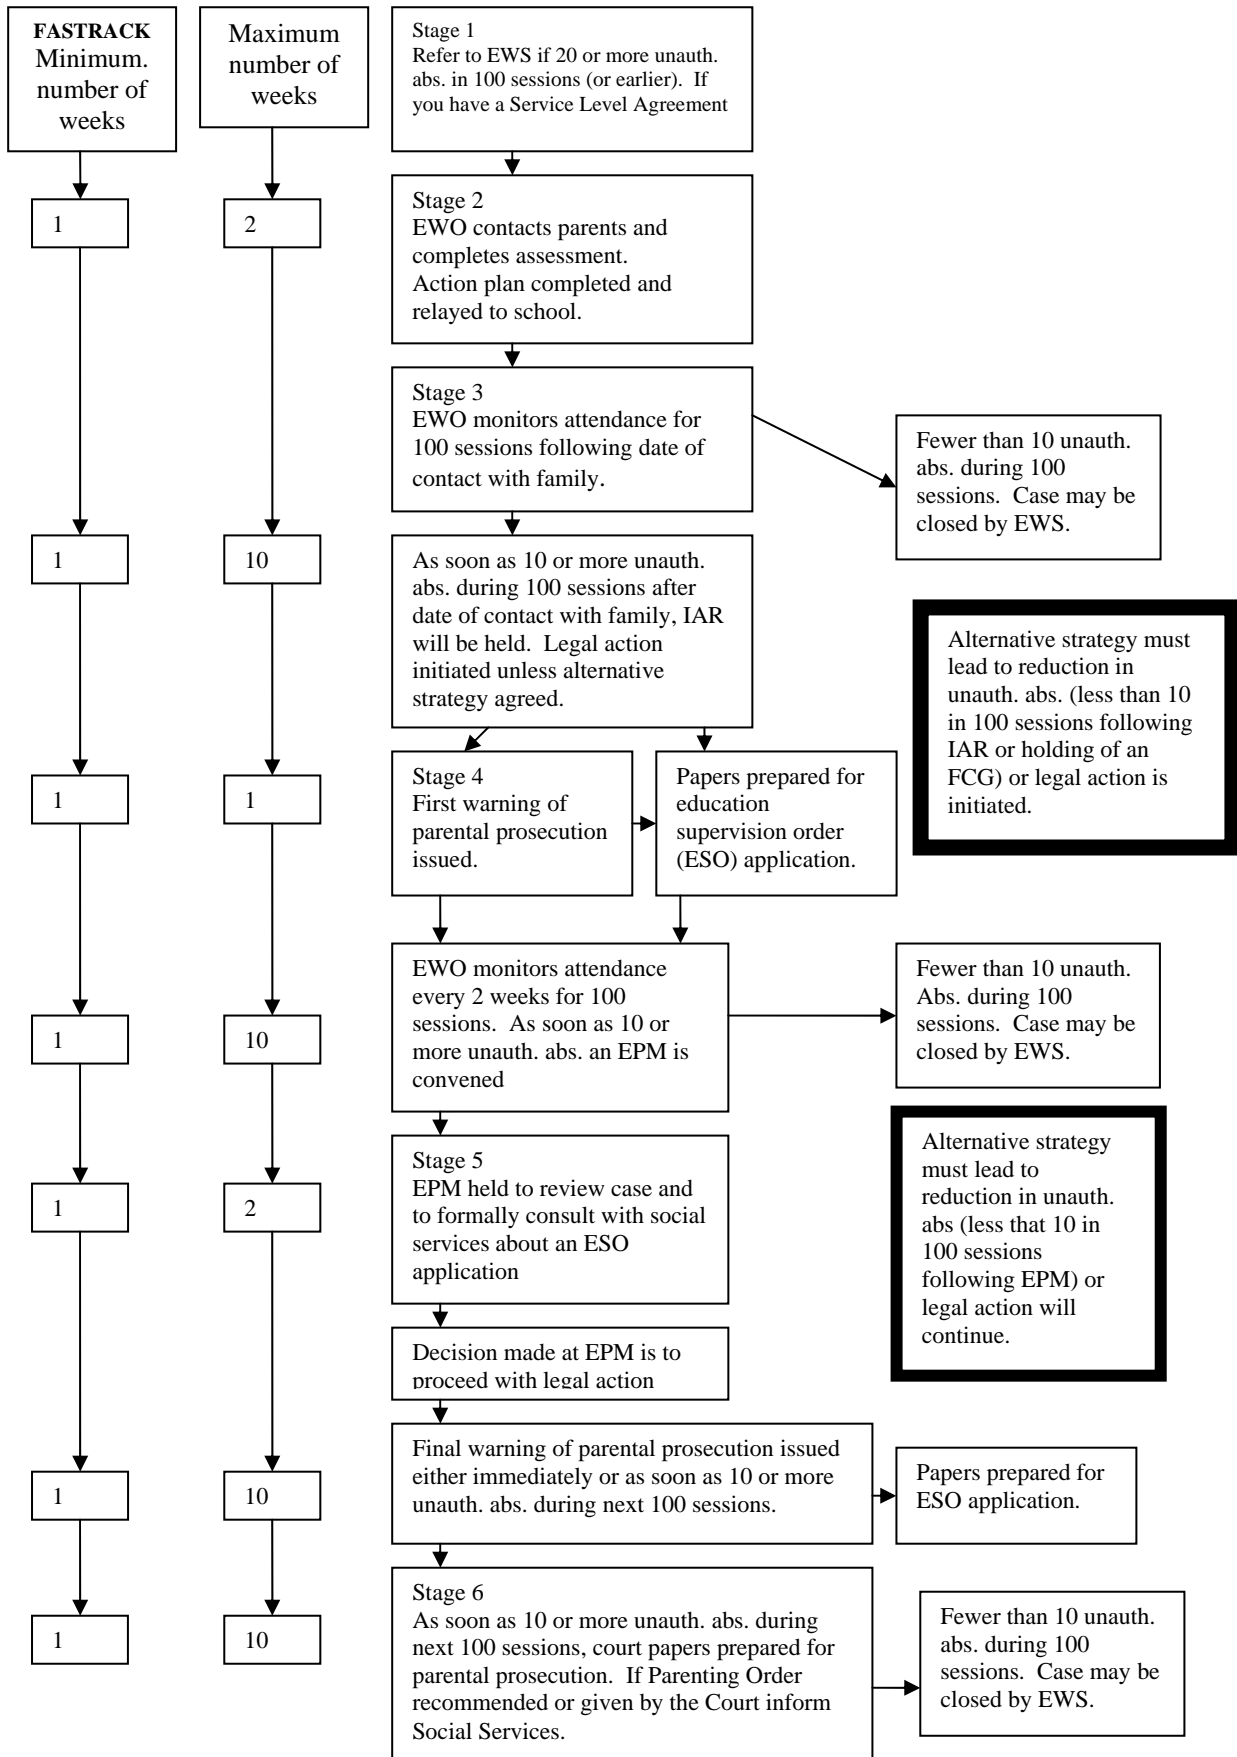 FASTRACK
Minimum.
number of
weeks
Maximum
number of
weeks
Stage 1
Refer to EWS if 20 or more unauth.
abs. in 100 sessions (or earlier).  If
you have a Service Level Agreement
1
2
Stage 2
EWO contacts parents and
completes assessment.
Action plan completed and
relayed to school.
Stage 3
EWO monitors attendance for
100 sessions following date of
contact with family.
Fewer than 10 unauth.
abs. during 100
sessions.  Case may be
closed by EWS.
1
10
As soon as 10 or more unauth.
abs. during 100 sessions after
date of contact with family, IAR
will be held.  Legal action
initiated unless alternative
strategy agreed.
Alternative strategy must
lead to reduction in
unauth. abs. (less than 10
in 100 sessions following
IAR or holding of an
FCG) or legal action is
initiated.
1
1
Stage 4
First warning of
parental prosecution
issued.
Papers prepared for
education
supervision order
(ESO) application.
1
10
EWO monitors attendance
every 2 weeks for 100
sessions.  As soon as 10 or
more unauth. abs. an EPM is
convened
Fewer than 10 unauth.
Abs. during 100
sessions.  Case may be
closed by EWS.
1
2
Stage 5
EPM held to review case and
to formally consult with social
services about an ESO
application
Alternative strategy
must lead to
reduction in unauth.
abs (less that 10 in
100 sessions
following EPM) or
legal action will
continue.
Decision made at EPM is to
proceed with legal action
1
10
Final warning of parental prosecution issued
either immediately or as soon as 10 or more
unauth. abs. during next 100 sessions.
Papers prepared for
ESO application.
1
10
Stage 6
As soon as 10 or more unauth. abs. during
next 100 sessions, court papers prepared for
parental prosecution.  If Parenting Order
recommended or given by the Court inform
Social Services.
Fewer than 10 unauth.
abs. during 100
sessions.  Case may be
closed by EWS.